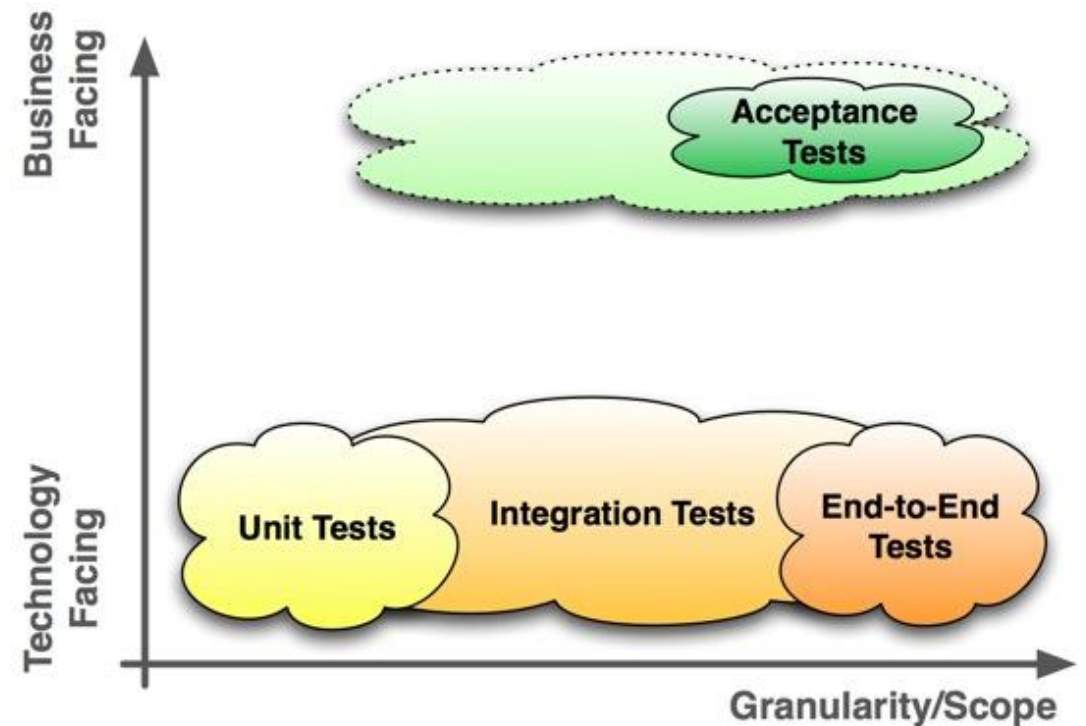 Business
Facing
Acceptance
Tests
Unit Tests
Integration Tests
End-to-End
Tests
Technology
Facing
Granularity/Scope